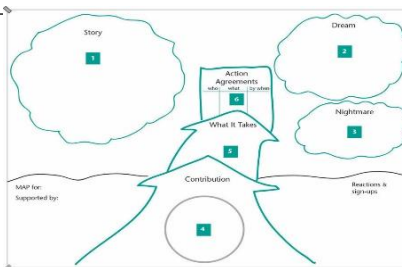 Story
1
Dream
2
Action
Agreements
who what by when
6
Nightmare
3
What It Takes
5
Contribution
MAP for:
Supported by:
Reactions &
sign-ups
4